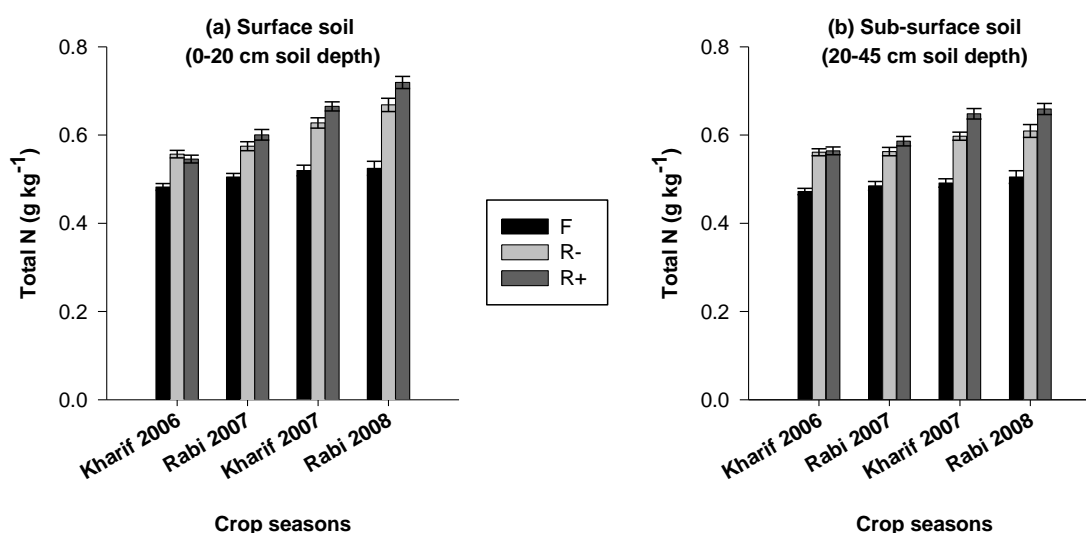 (a) Surface soil
(0-20 cm soil depth)
Total N (g kg-1)
0.8
0.6
0.4
0.2
0.0
Kharif 2006
Rabi 2007
Kharif 2007
Rabi 2008
Crop seasons
F
R-
R+
(b) Sub-surface soil
(20-45 cm soil depth)
Total N (g kg-1)
0.8
0.6
0.4
0.2
0.0
Kharif 2006
Rabi 2007
Kharif 2007
Rabi 2008
Crop seasons